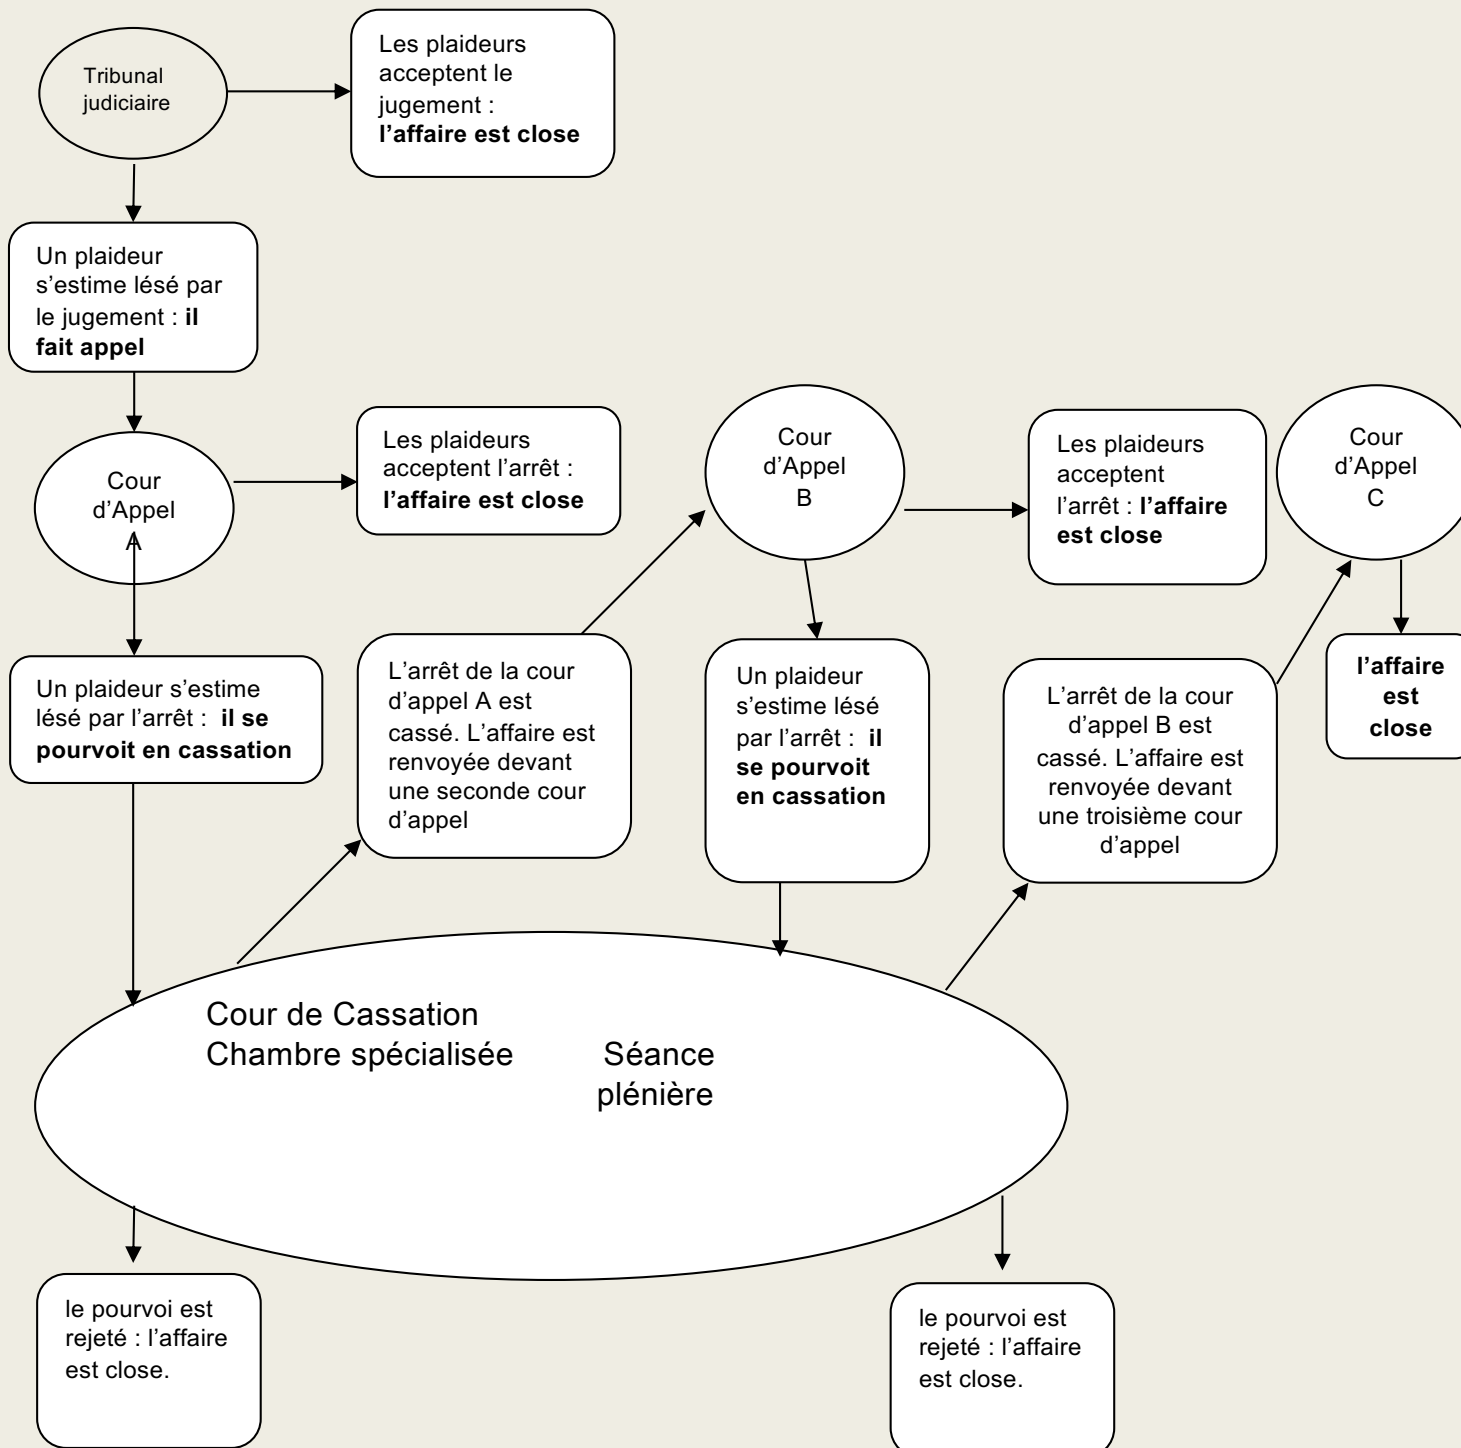 Tribunal
judiciaire
Les plaideurs
acceptent le
jugement :
l’affaire est close
Un plaideur
s’estime lésé par
le jugement : il
fait appel
Cour
d’Appel
A
Les plaideurs
acceptent l’arrêt :
l’affaire est close
Cour
d’Appel
B
Les plaideurs
acceptent
l’arrêt : l’affaire
est close
Cour
d’Appel
C
Un plaideur s’estime
lésé par l’arrêt : il se
pourvoit en cassation
L’arrêt de la cour
d’appel A est
cassé. L’affaire est
renvoyée devant
une seconde cour
d’appel
Un plaideur
s’estime lésé
par l’arrêt : il
se pourvoit
en cassation
L’arrêt de la cour
d’appel B est
cassé. L’affaire est
renvoyée devant
une troisième cour
d’appel
l’affaire
est
close
Cour de Cassation
Chambre spécialisée Séance
plénière
le pourvoi est
rejeté : l’affaire
est close.
le pourvoi est
rejeté : l’affaire
est close.